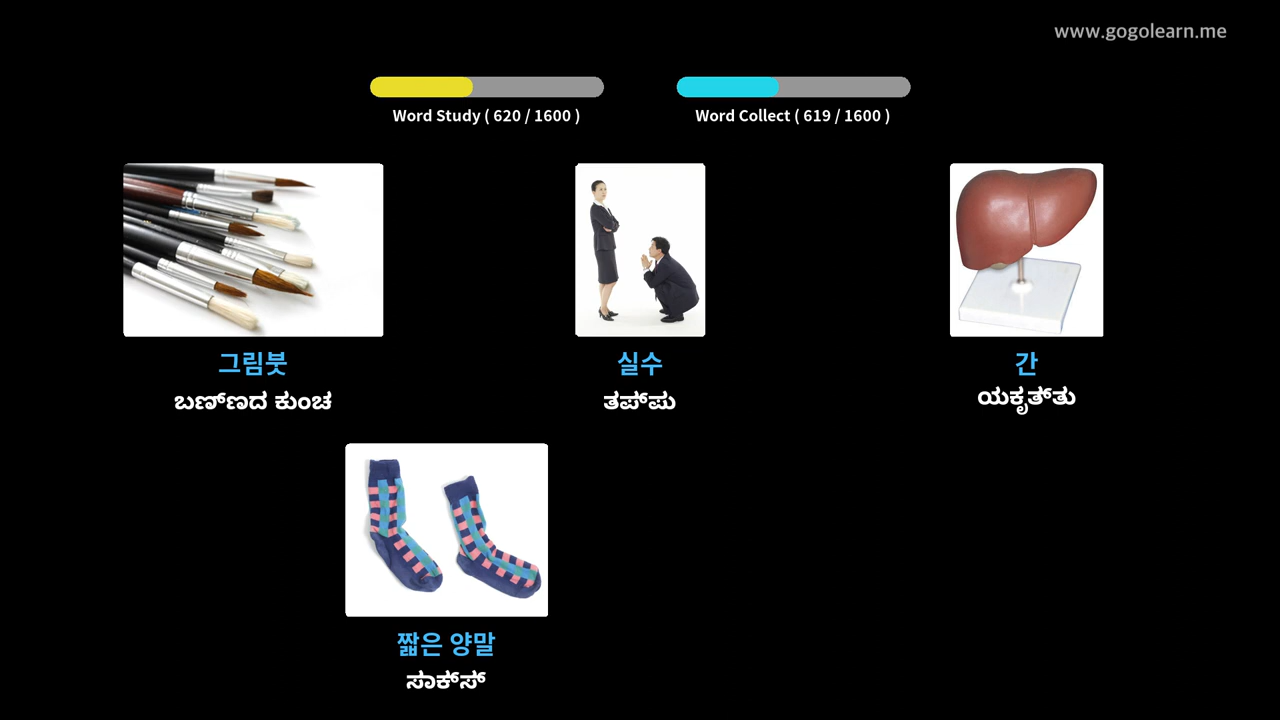 www.gogolearn.me
Word Study ( 620 / 1600 )
Word Collect ( 619 / 1600 )
그림붓
ಬಣ್‌ಣದ ಕುಂಚ
실수
ತಪ್‌ಪು
간
ಯಕೃತ್‌ತು
짧은 양말
ಸಾಕ್‌ಸ್